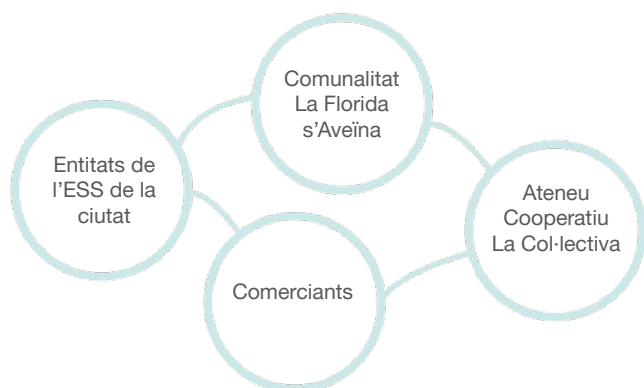 Comunalitat
La Florida
s'Aveïna
Entitats de
l'ESS de la
ciutat
Ateneu
Cooperatiu
La Col·lectiva
Comerciants